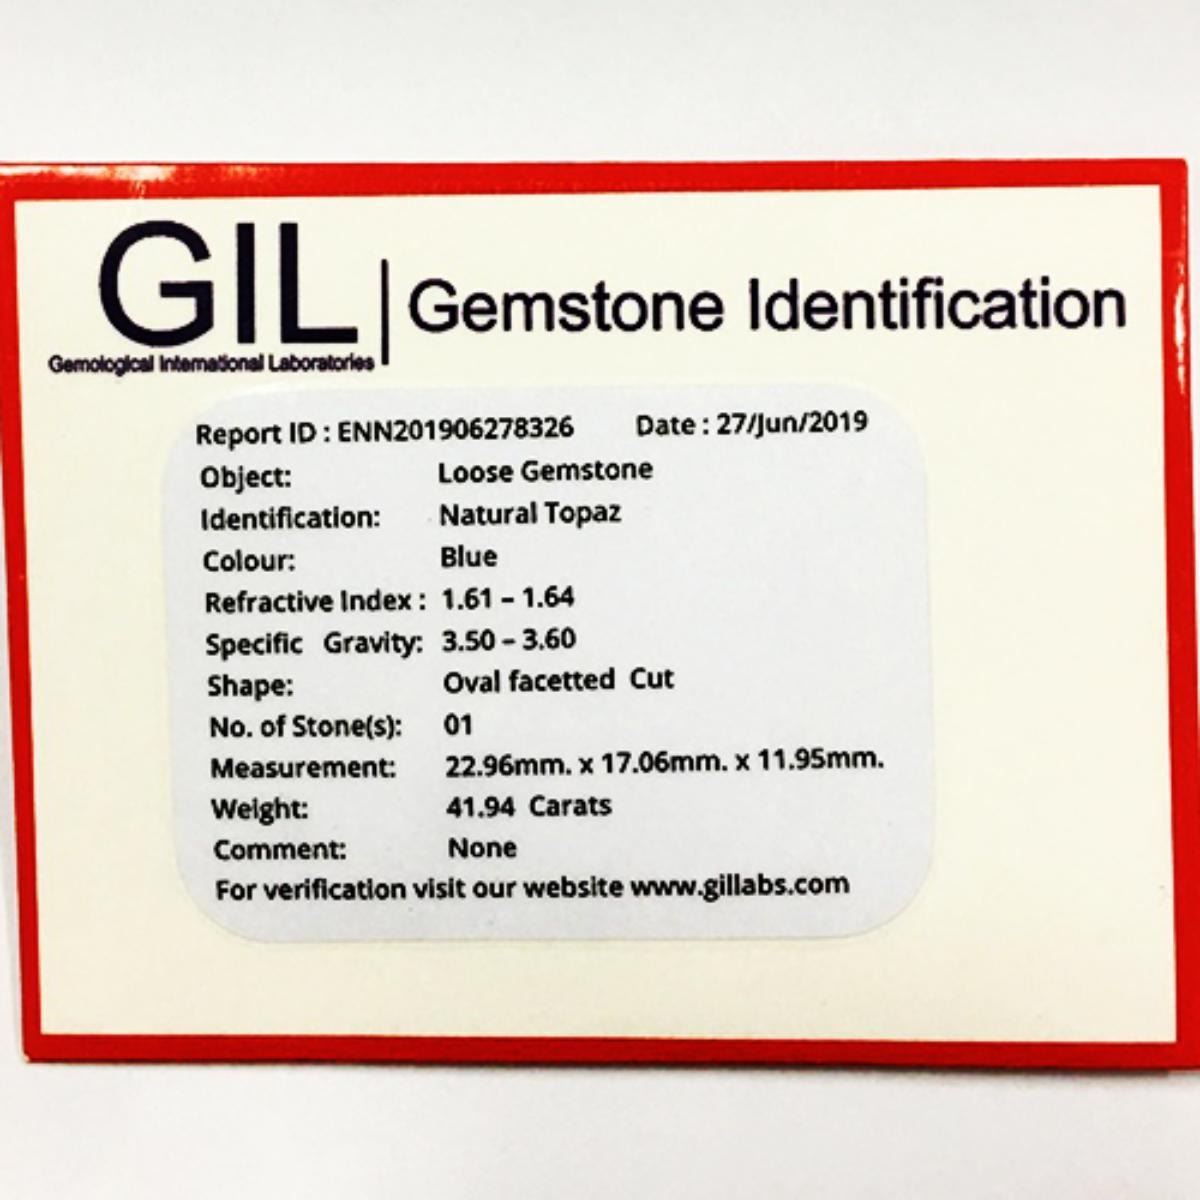 GIL
Gemological International Laboratories
Gemstone Identification
Report ID : ENN201906278326 Date : 27/Jun/2019
Object: Loose Gemstone
Identification: Natural Topaz
Colour: Blue
Refractive Index : 1.61 – 1.64
Specific Gravity: 3.50 – 3.60
Shape: Oval facetted Cut
No. of Stone(s): 01
Measurement: 22.96mm. x 17.06mm. x 11.95mm.
Weight: 41.94 Carats
Comment: None
For verification visit our website www.gillabs.com